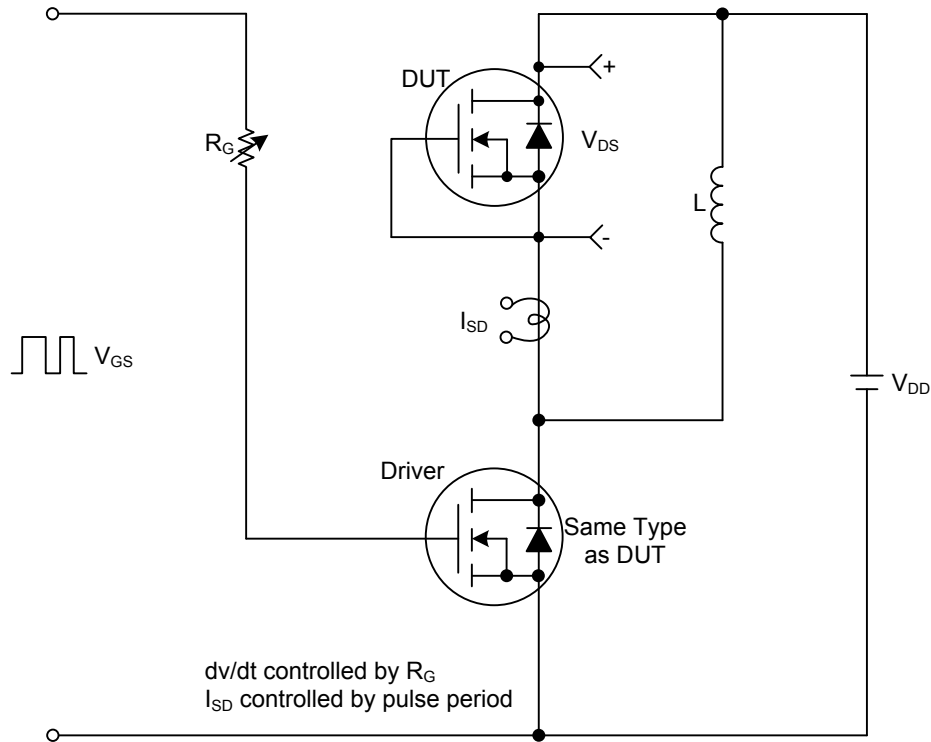 DUT
+
R_G
V_DS
L
-
I_SD
V_GS
V_DD
Driver
Same Type
as DUT
dv/dt controlled by R_G
I_SD controlled by pulse period